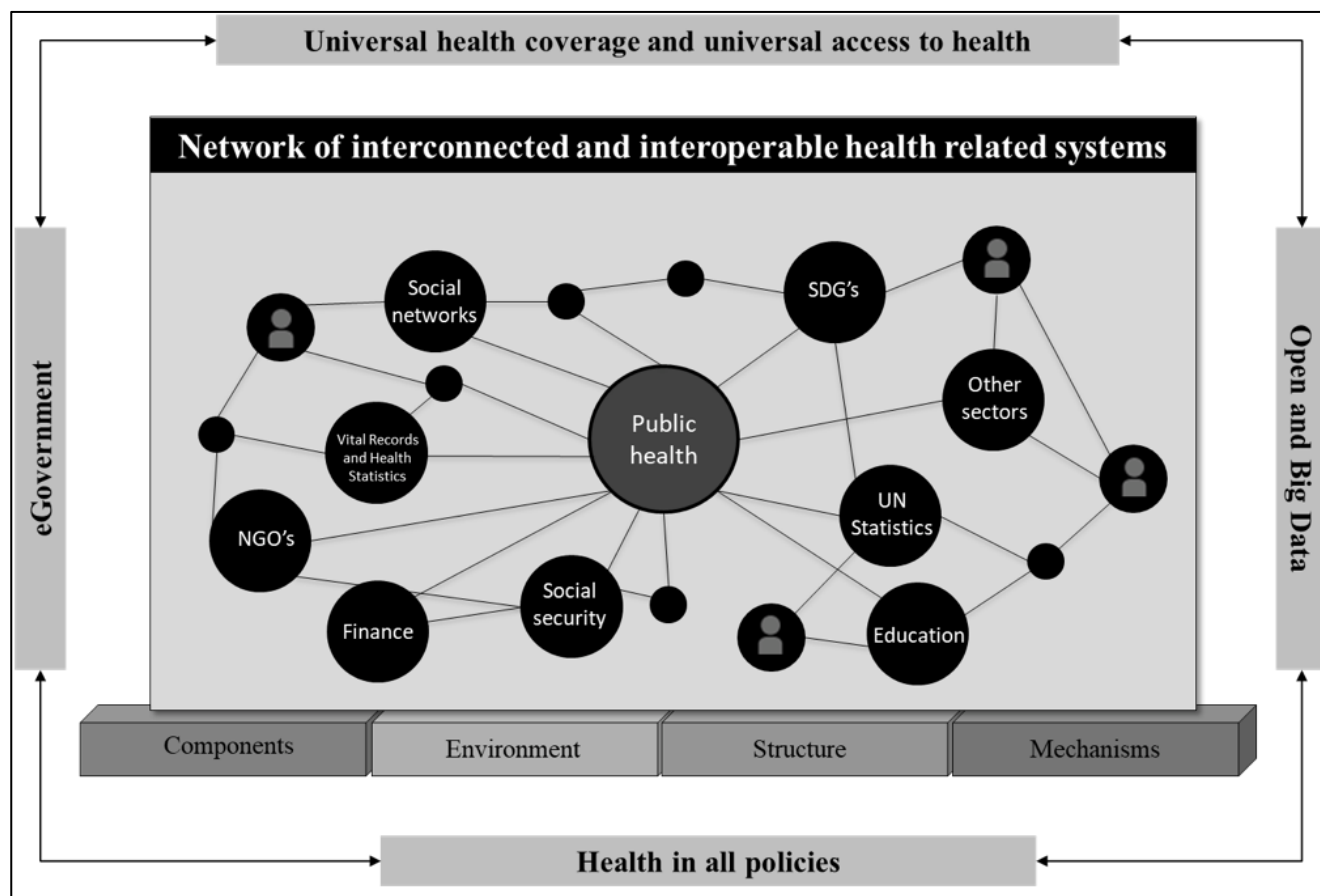 Universal health coverage and universal access to health
Network of interconnected and interoperable health related systems
eGovernment
Open and Big Data
Social
networks
SDG's
Other
sectors
Public
health
Vital Records
and Health
Statistics
UN
Statistics
NGO's
Social
security
Finance
Education
Components
Environment
Structure
Mechanisms
Health in all policies